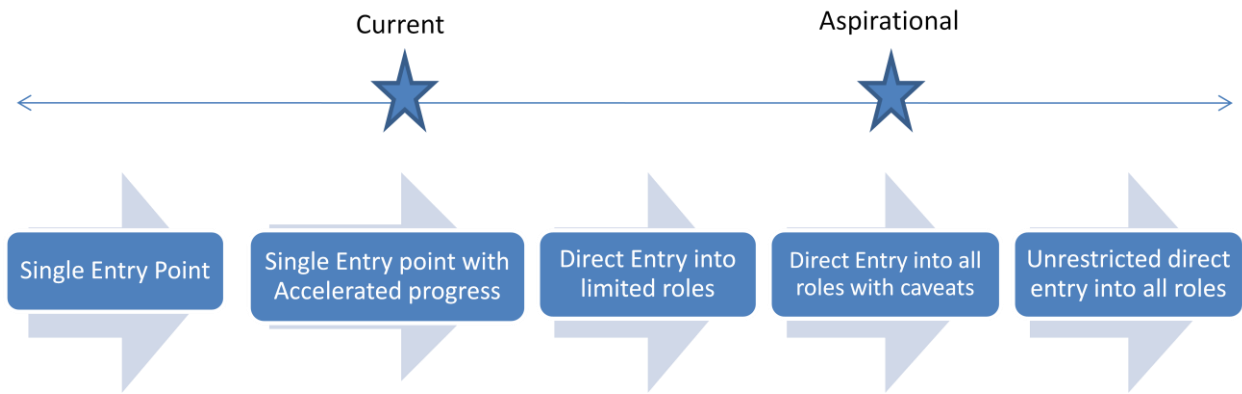 Current
Aspirational
Single Entry Point
Single Entry point with
Accelerated progress
Direct Entry into
limited roles
Direct Entry into all
roles with caveats
Unrestricted direct
entry into all roles